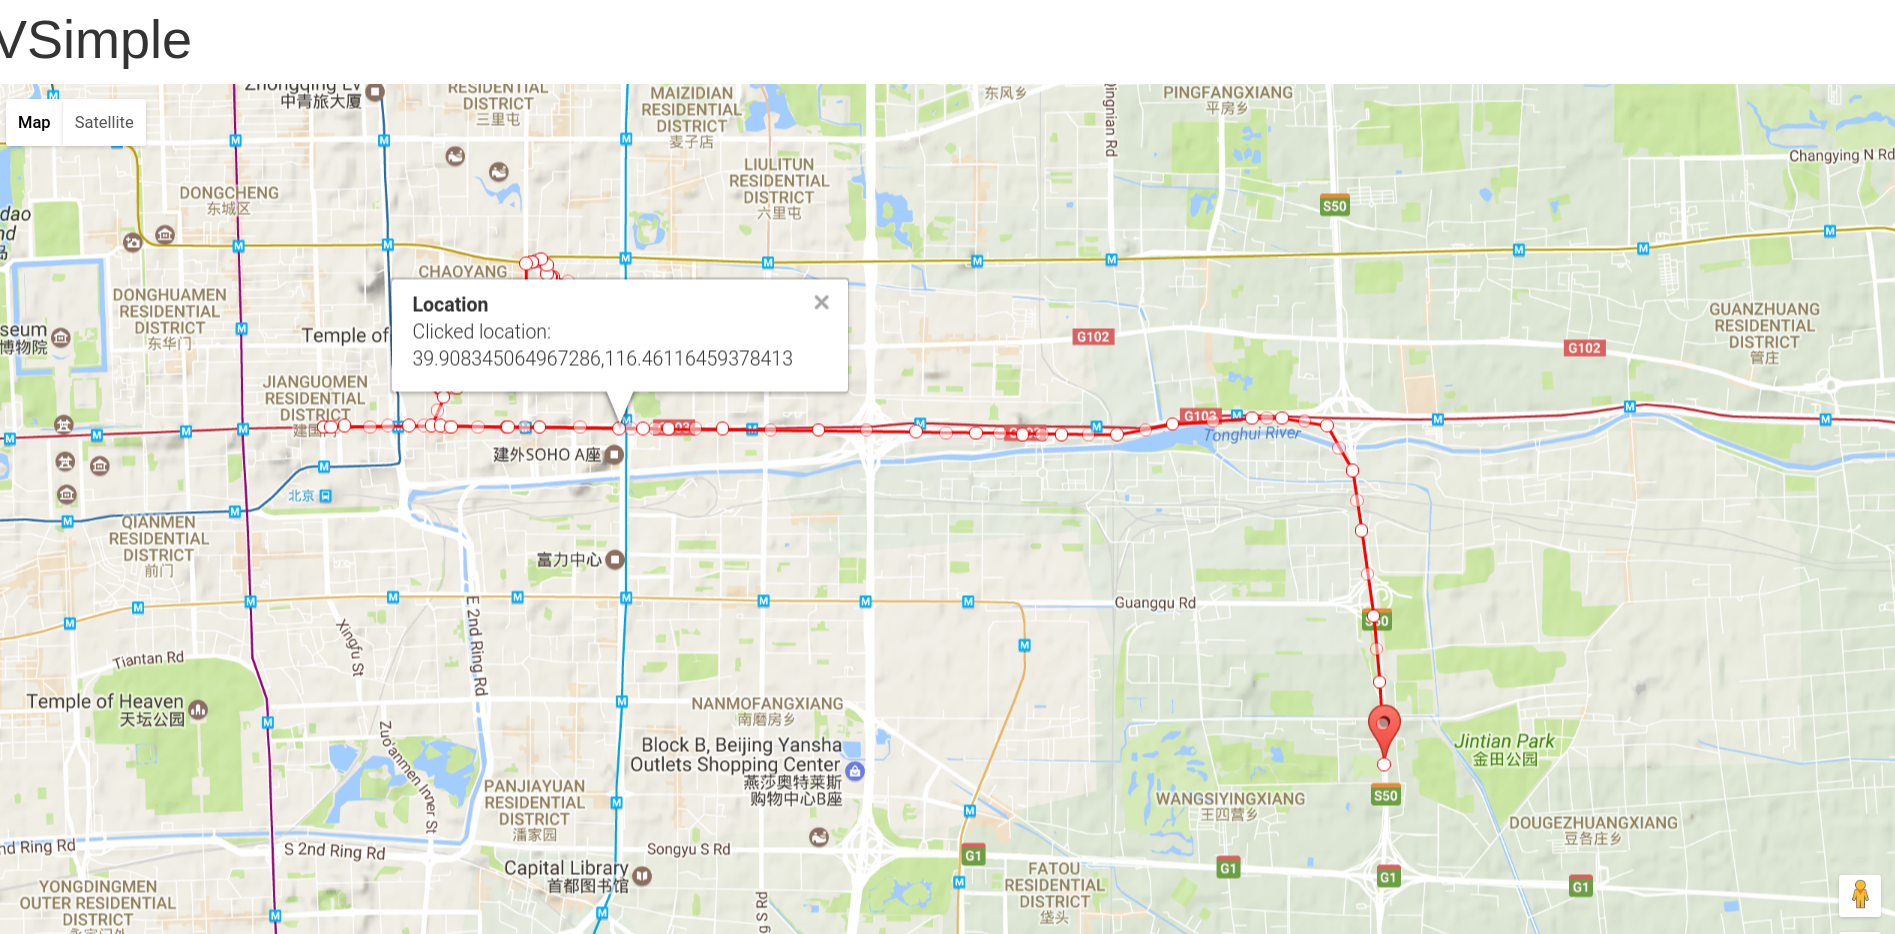 VSimple
Map
Satellite
中青旅大厦
RESIDENTIAL
DISTRICT
三里屯
MAIZIDIAN
RESIDENTIAL
DISTRICT
麦子店
东风乡
PINGFANGXIANG
平房乡
Changying N Rd
LIULITUN
RESIDENTIAL
DISTRICT
六里屯
DONGCHENG
东城区
S50
CHAOYANG
Location
Clicked location:
39.908345064967286,116.46116459378413
DONGHUAMEN
RESIDENTIAL
DISTRICT
东华门
seum
博物院
Temple of
G102
G102
GUANZHUANG
RESIDENTIAL
DISTRICT
管庄
JIANGUOMEN
RESIDENTIAL
DISTRICT
G103
Tonghui River
建外SOHO A座
北京
QIANMEN
RESIDENTIAL
DISTRICT
前门
富力中心
E 2nd Ring Rd
Guangqu Rd
S50
Xingfu St
Tiantan Rd
Temple of Heaven
天坛公园
Zuo'anmen Inner St
NANMOFANGXIANG
南磨房乡
Block B, Beijing Yansha
Outlets Shopping Center
燕莎奥特莱斯
购物中心B座
Jintian Park
金田公园
PANJIAYUAN
RESIDENTIAL
DISTRICT
潘家园
S50
WANGSIYINGXIANG
王四营乡
DOUGEZHUANGXIANG
豆各庄乡
nd Ring Rd
S 2nd Ring Rd
Songyu S Rd
G1
G1
G1
G1
Capital Library
首都图书馆
FATOU
RESIDENTIAL
DISTRICT
垡头
YONGDINGMEN
OUTER RESIDENTIAL
DISTRICT